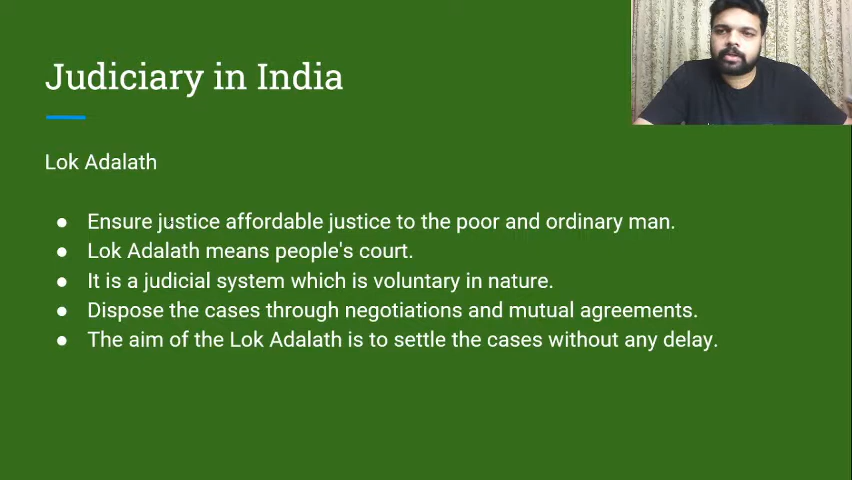 Judiciary in India
Lok Adalath
● Ensure justice affordable justice to the poor and ordinary man.
● Lok Adalath means people's court.
● It is a judicial system which is voluntary in nature.
● Dispose the cases through negotiations and mutual agreements.
● The aim of the Lok Adalath is to settle the cases without any delay.